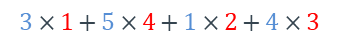 3 × 1 + 5 × 4 + 1 × 2 + 4 × 3